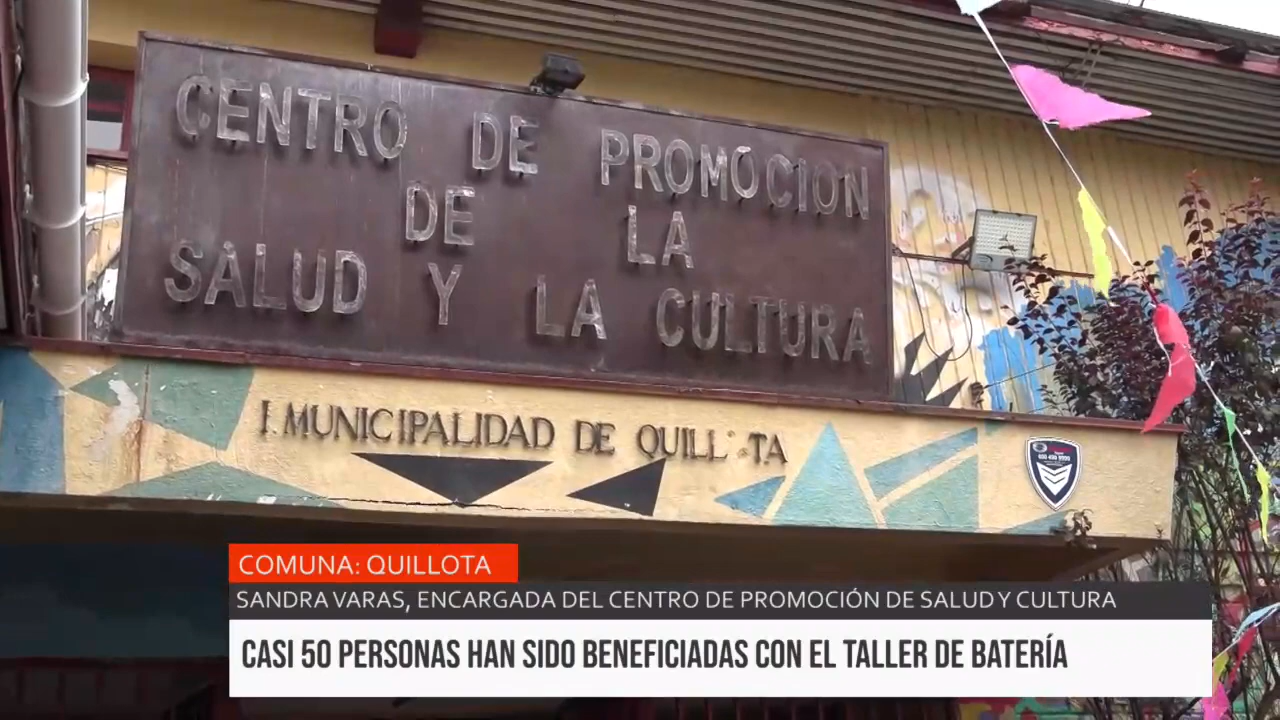 CENTRO DE PROMOCION
DE LA
SALUD Y LA CULTURA
I. MUNICIPALIDAD DE QUILL TA
COMUNA: QUILLOTA
SANDRA VARAS, ENCARGADA DEL CENTRO DE PROMOCIÓN DE SALUD Y CULTURA
CASI 50 PERSONAS HAN SIDO BENEFICIADAS CON EL TALLER DE BATERÍA